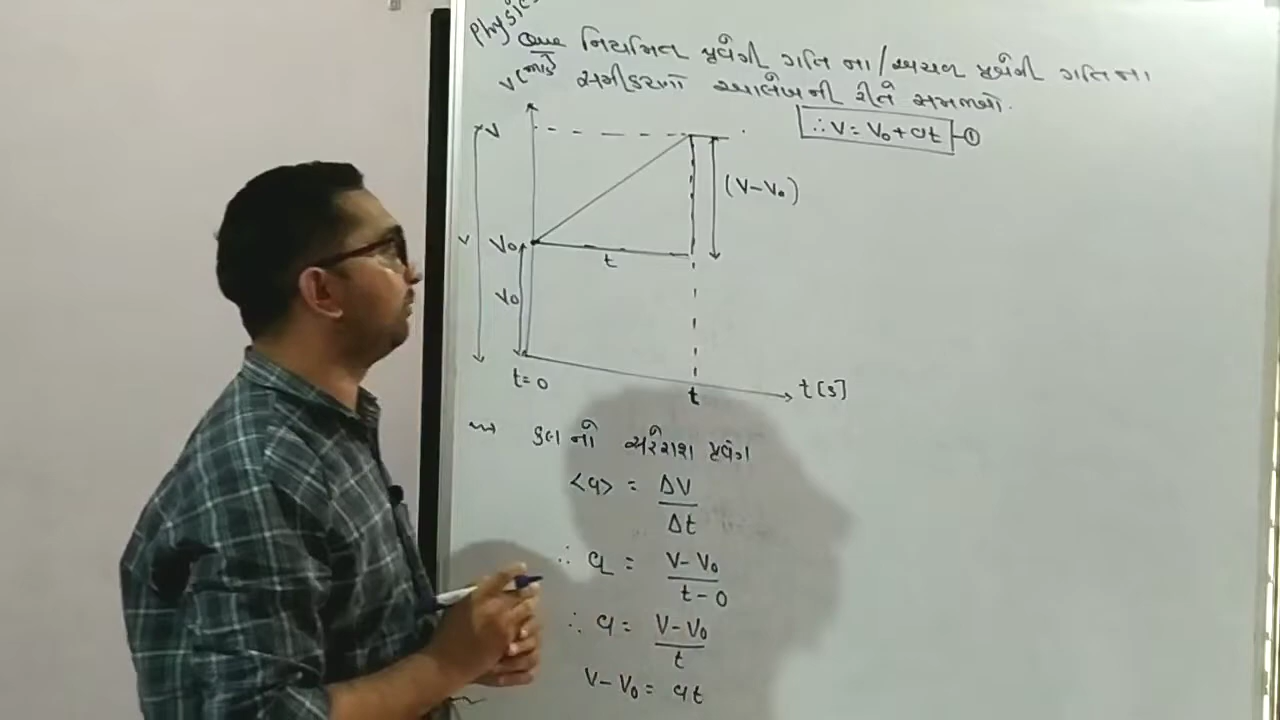 Physics
Que નિયમિત પ્રવેગી ગતિ ના/અચળ પ્રવેગી ગતિના
સમીકરણો આલેખની રીતે સમજાવો.
∴ V = V₀ + at -①
V
(V-V₀)
V
V₀
t
V₀
t=0
t
t[s]
કણ નો સરેરાશ પ્રવેગ
<a> = ΔV/Δt
∴ a = V-V₀/t-0
∴ a = V-V₀/t
V-V₀ = at